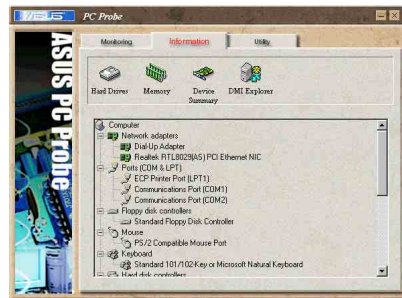 ASUS PC Probe
Monitoring Information Utility
ASUS PC Probe
Hard Drives Memory Device Summary DMI Explorer
Computer
Network adapters
Dial-Up Adapter
Realtek RTL8029(AS) PCI Ethernet NIC
Ports (COM & LPT)
ECP Printer Port (LPT1)
Communications Port (COM1)
Communications Port (COM2)
Floppy disk controllers
Standard Floppy Disk Controller
Mouse
PS/2 Compatible Mouse Port
Keyboard
Standard 101/102-Key or Microsoft Natural Keyboard
Hard disk controllers